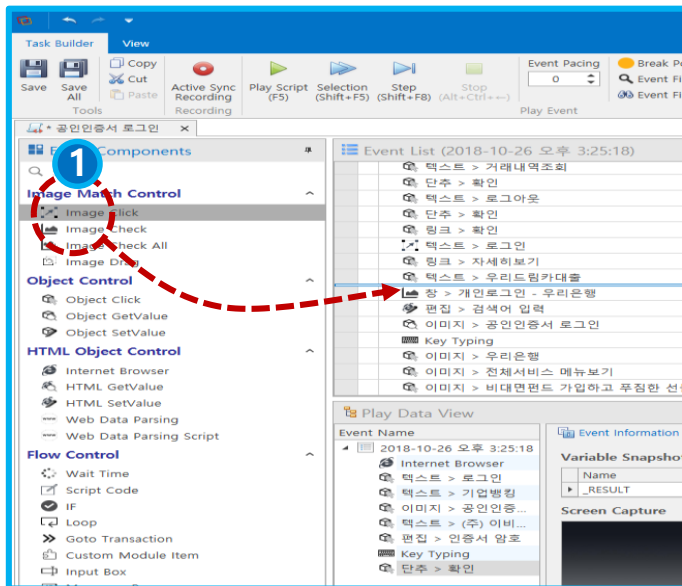 Task Builder View
Save
Save All
Copy
Cut
Paste
Tools
Active Sync Recording
Recording
Play Script (F5)
Selection (Shift+F5)
Step (Shift+F8)
Stop (Alt+Ctrl+←)
Event Pacing
0
Play Event
Break
Event
Event
* 공인인증서 로그인 ×
1
Components
Image Match Control
Image Click
Image Check
Image Check All
Image Drag
Object Control
Object Click
Object GetValue
Object SetValue
HTML Object Control
Internet Browser
HTML GetValue
HTML SetValue
Web Data Parsing
Web Data Parsing Script
Flow Control
Wait Time
Script Code
IF
Loop
Goto Transaction
Custom Module Item
Input Box
Event List (2018-10-26 오후 3:25:18)
텍스트 > 거래내역조회
단추 > 확인
텍스트 > 로그아웃
단추 > 확인
링크 > 확인
텍스트 > 로그인
링크 > 자세히보기
텍스트 > 우리드림카대출
창 > 개인로그인 - 우리은행
편집 > 검색어 입력
이미지 > 공인인증서 로그인
Key Typing
이미지 > 우리은행
이미지 > 전체서비스 메뉴보기
이미지 > 비대면펀드 가입하고 푸짐한
Play Data View
Event Name
2018-10-26 오후 3:25:18
Internet Browser
텍스트 > 로그인
텍스트 > 기업뱅킹
이미지 > 공인인증...
텍스트 > (주) 이비...
편집 > 인증서 암호
Key Typing
단추 > 확인
Event Information
Variable Snapsho
Name
_RESULT
Screen Capture